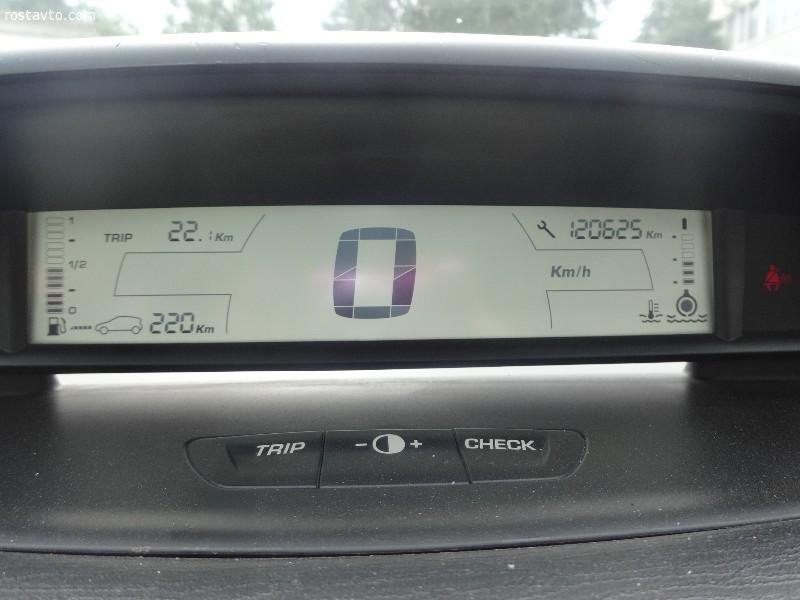 rostavto.com
1
TRIP 22.1 Km
120625 Km
1/2
Km/h
0
0
220 Km
TRIP - + CHECK